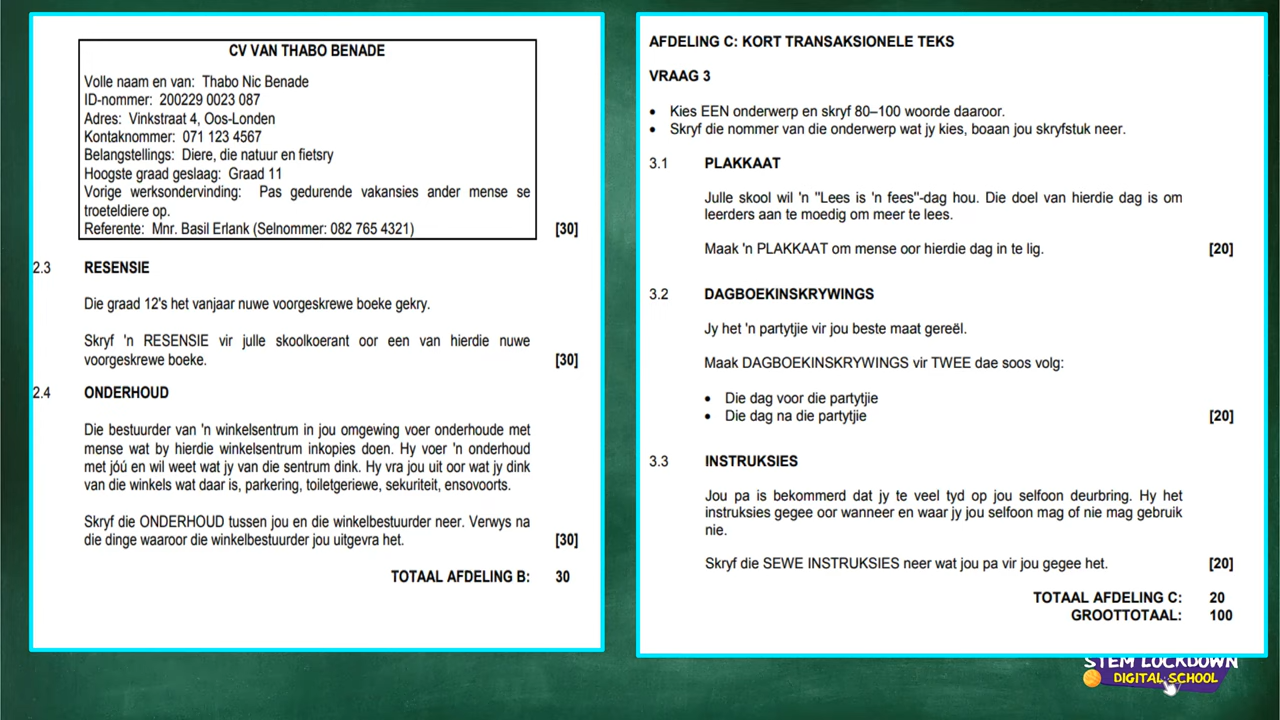 CV VAN THABO BENADE
Volle naam en van: Thabo Nic Benade
ID-nommer: 200229 0023 087
Adres: Vinkstraat 4, Oos-Londen
Kontaknommer: 071 123 4567
Belangstellings: Diere, die natuur en fietsry
Hoogste graad geslaag: Graad 11
Vorige werksondervinding: Pas gedurende vakansies ander mense se
troeteldiere op.
Referente: Mnr. Basil Erlank (Selnommer: 082 765 4321) [30]
2.3 RESENSIE
Die graad 12's het vanjaar nuwe voorgeskrewe boeke gekry.
Skryf 'n RESENSIE vir julle skoolkoerant oor een van hierdie nuwe
voorgeskrewe boeke. [30]
2.4 ONDERHOUD
Die bestuurder van 'n winkelsentrum in jou omgewing voer onderhoude met
mense wat by hierdie winkelsentrum inkopies doen. Hy voer 'n onderhoud
met jóú en wil weet wat jy van die sentrum dink. Hy vra jou uit oor wat jy dink
van die winkels wat daar is, parkering, toiletgeriewe, sekuriteit, ensovoorts.
Skryf die ONDERHOUD tussen jou en die winkelbestuurder neer. Verwys na
die dinge waaroor die winkelbestuurder jou uitgevra het. [30]
TOTAAL AFDELING B: 30
AFDELING C: KORT TRANSAKSIONELE TEKS
VRAAG 3
• Kies EEN onderwerp en skryf 80–100 woorde daaroor.
• Skryf die nommer van die onderwerp wat jy kies, boaan jou skryfstuk neer.
3.1 PLAKKAAT
Julle skool wil 'n "Lees is 'n fees"-dag hou. Die doel van hierdie dag is om
leerders aan te moedig om meer te lees.
Maak 'n PLAKKAAT om mense oor hierdie dag in te lig. [20]
3.2 DAGBOEKINSKRYWINGS
Jy het 'n partytjie vir jou beste maat gereël.
Maak DAGBOEKINSKRYWINGS vir TWEE dae soos volg:
• Die dag voor die partytjie
• Die dag na die partytjie [20]
3.3 INSTRUKSIES
Jou pa is bekommerd dat jy te veel tyd op jou selfoon deurbring. Hy het
instruksies gegee oor wanneer en waar jy jou selfoon mag of nie mag gebruik
nie.
Skryf die SEWE INSTRUKSIES neer wat jou pa vir jou gegee het. [20]
TOTAAL AFDELING C: 20
GROOTTOTAAL: 100
STEM LOCKDOWN
DIGITAL SCHOOL